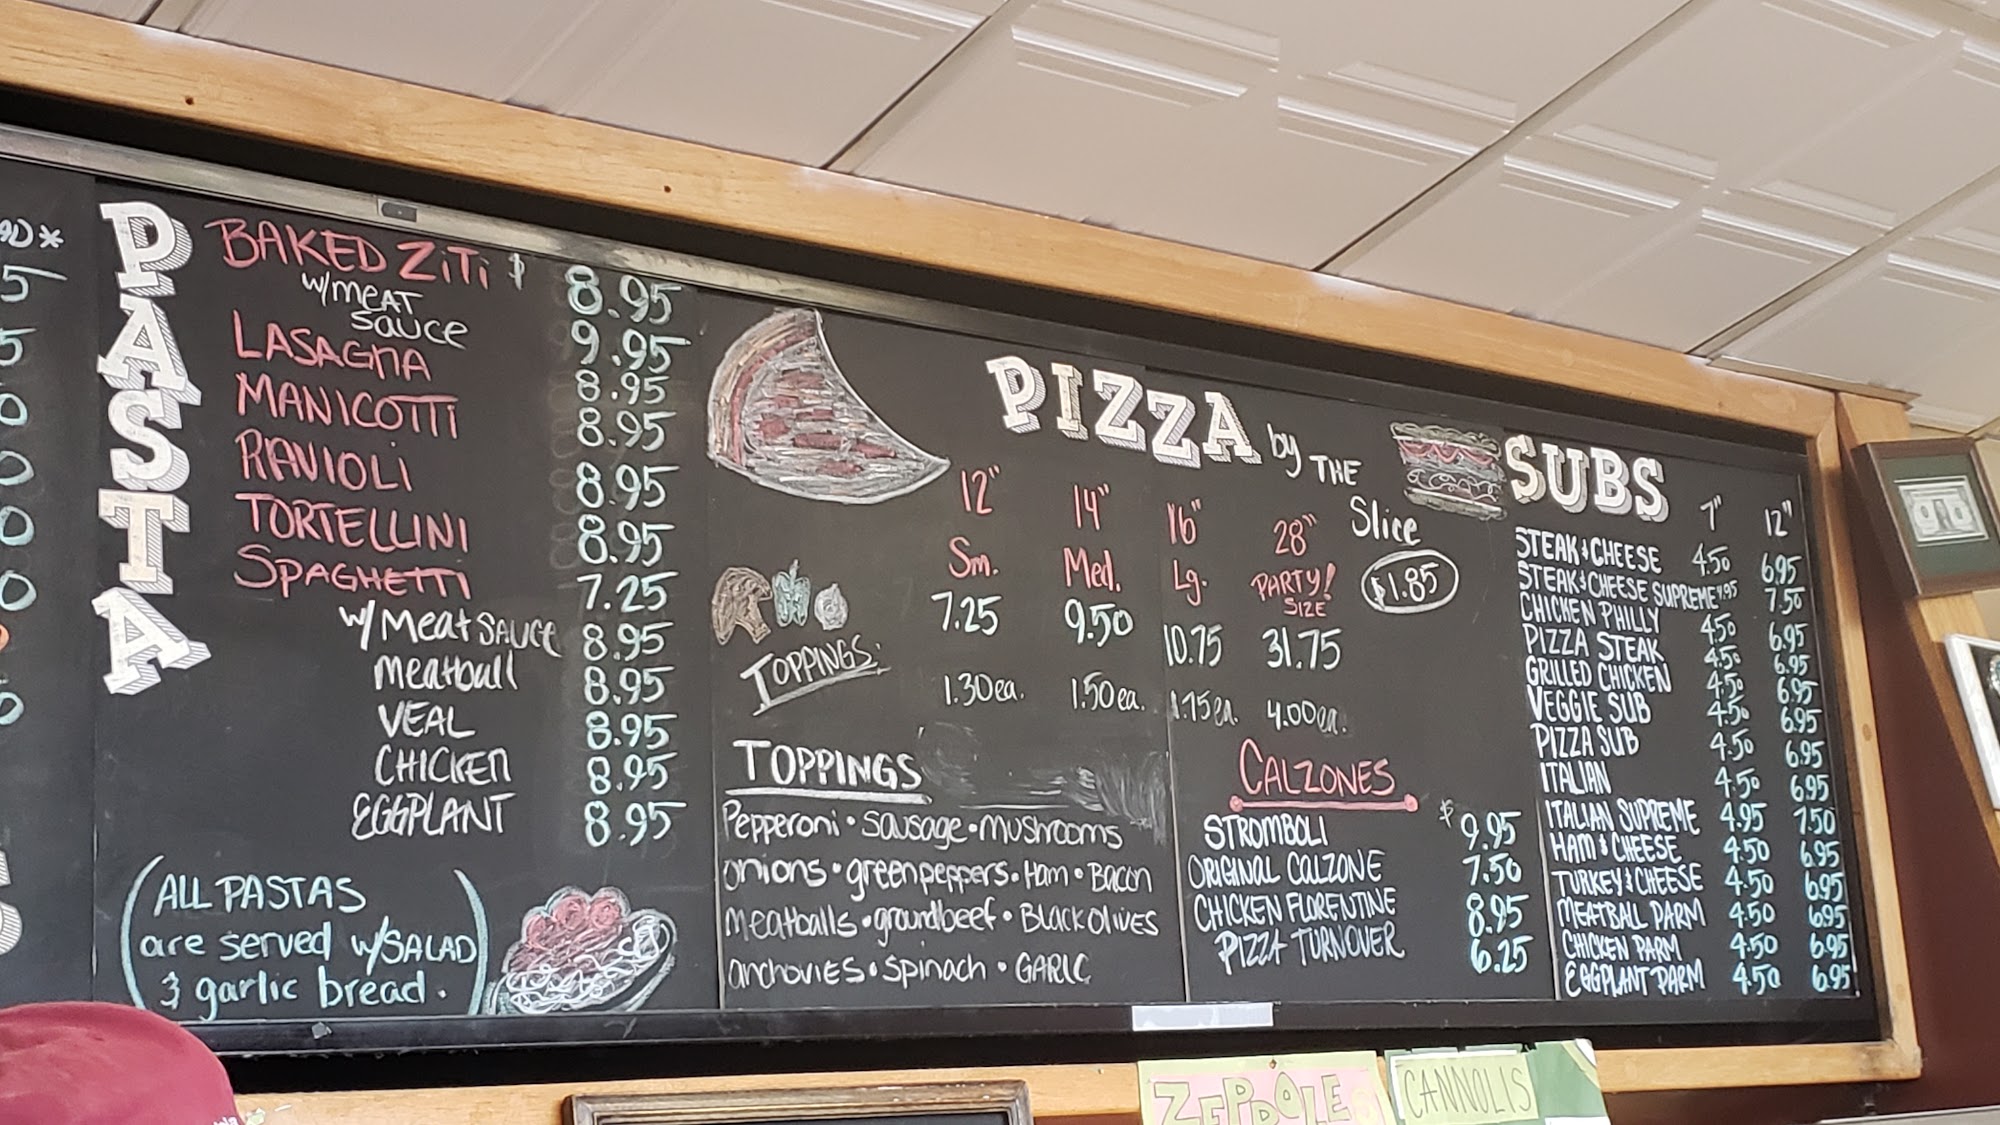 PASTA
BAKED ZiTi $ 8.95
w/MEAT SAUCE 9.95
LASAGNA 8.95
MANICOTTi 8.95
RAVIOLi 8.95
TORTELLINI 8.95
SPAGHETTI 7.25
w/MeatSAUCE 8.95
Meatball 8.95
VEAL 8.95
CHICKEN 8.95
EGGPLANT 8.95
(ALL PASTAS
are served w/SALAD
& garlic bread.)
PIZZA by THE Slice
$1.85
12" 14" 16" 28"
Sm. Med. Lg. PARTY! SIZE
7.25 9.50 10.75 31.75
TOPPINGS: 1.30ea. 1.50ea. 1.75ea. 4.00ea.
TOPPINGS
Pepperoni • sausage • mushrooms
onions • greenpeppers • Ham • Bacon
Meatballs • groundbeef • Black olives
anchovies • spinach • GARLC
CALZONES
STROMBOLI $9.95
ORIGINAL CALZONE 7.50
CHICKEN FLORENTINE 8.95
PIZZA TURNOVER 6.25
SUBS 7" 12"
STEAK & CHEESE 4.50 6.95
STEAK & CHEESE SUPREME 4.95 7.50
CHICKEN PHILLY 4.50 6.95
PIZZA STEAK 4.50 6.95
GRILLED CHICKEN 4.50 6.95
VEGGIE SUB 4.50 6.95
PIZZA SUB 4.50 6.95
ITALIAN 4.50 6.95
ITALIAN SUPREME 4.95 7.50
HAM & CHEESE 4.50 6.95
TURKEY & CHEESE 4.50 6.95
MEATBALL PARM 4.50 6.95
CHICKEN PARM 4.50 6.95
EGGPLANT PARM 4.50 6.95
ZEPDOLE
CANNOLIS